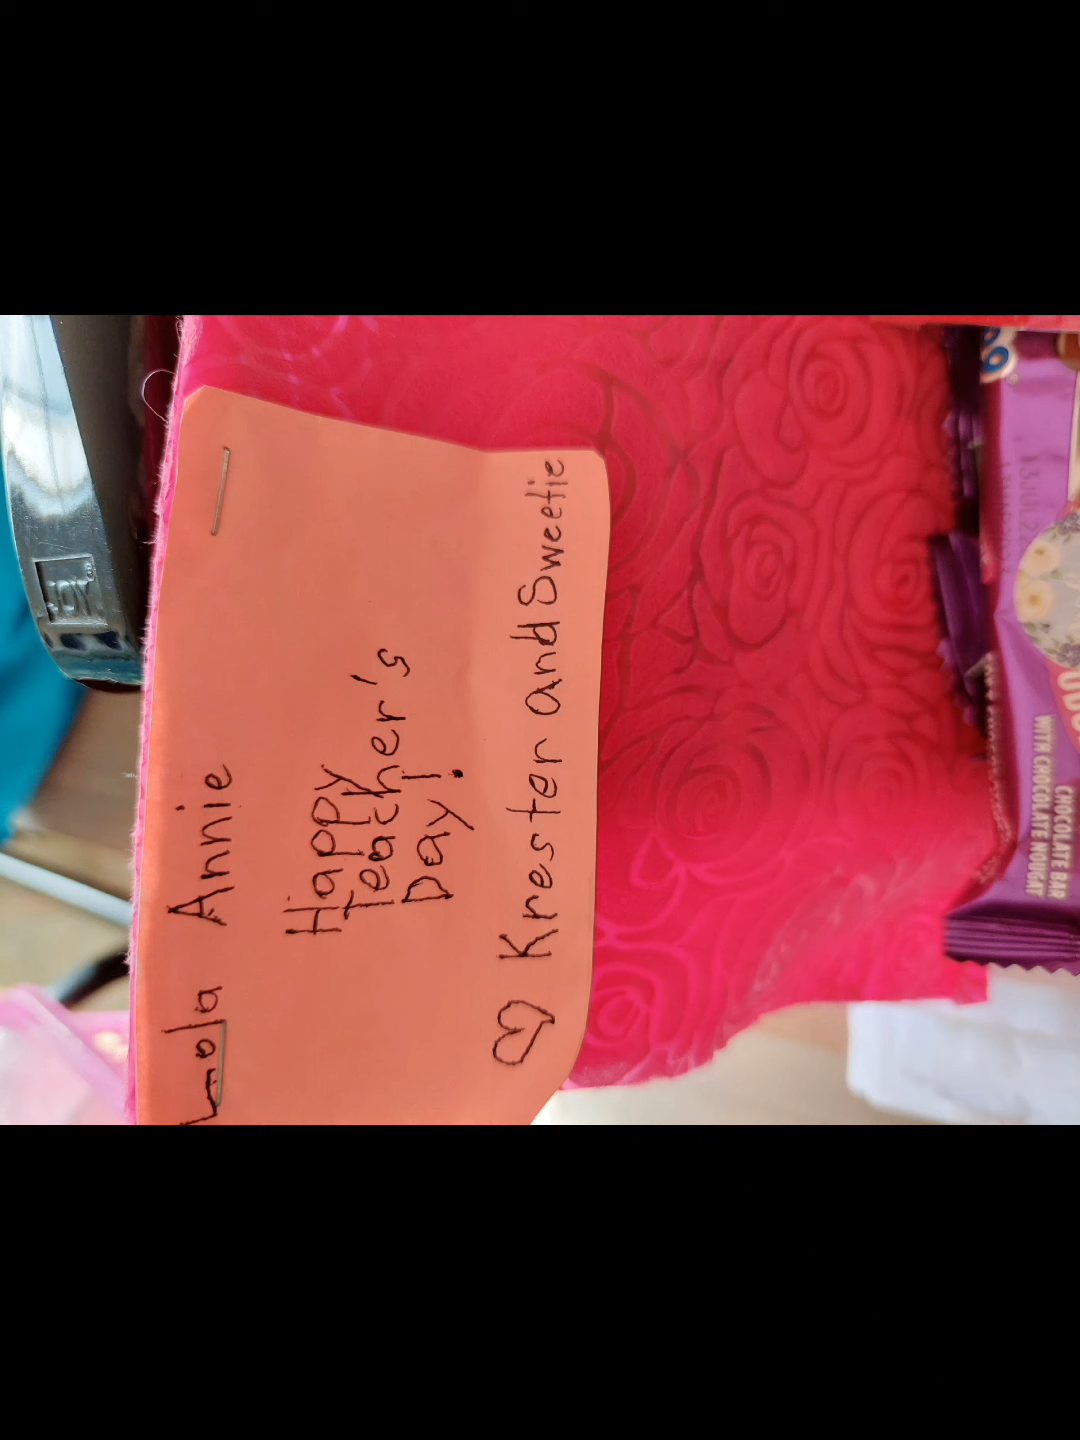 Lola Annie
Happy
Teacher's
Day!
♡ Krester and Sweetie
JOY®
CHOCOLATE BAR
WITH CHOCOLATE NOUGAT